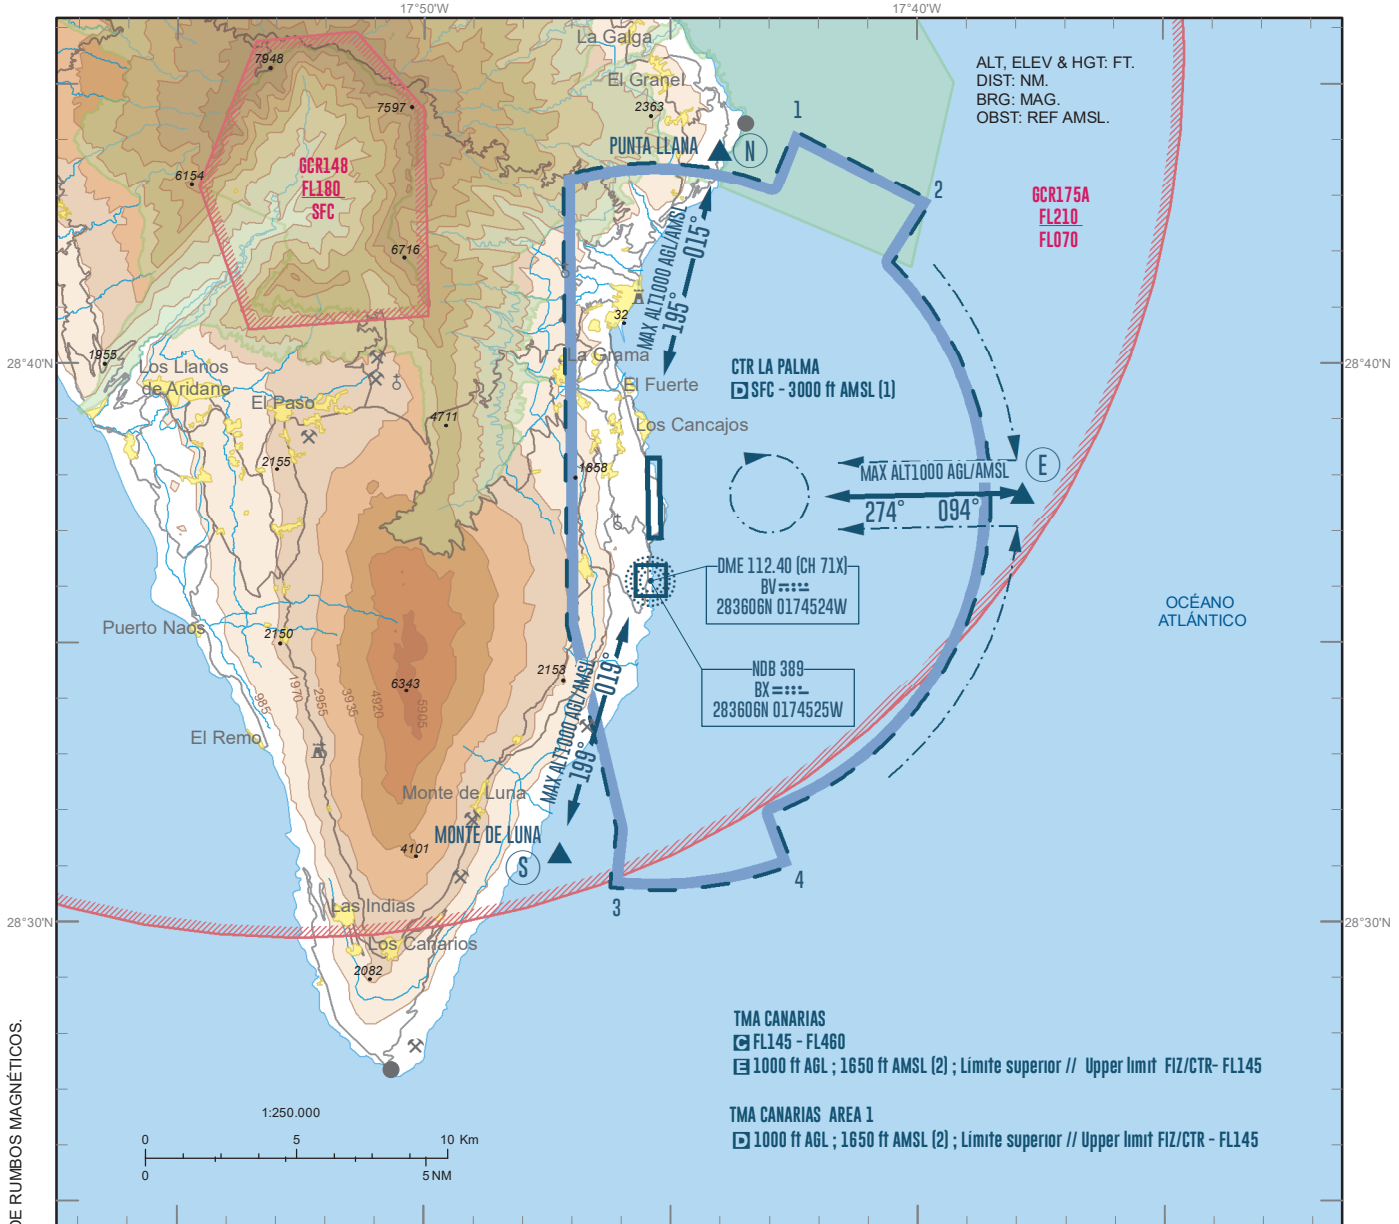 17°50'W
17°40'W
La Galga
7948
El Granel
ALT, ELEV & HGT: FT.
DIST: NM.
BRG: MAG.
OBST: REF AMSL.
7597
2363
1
PUNTA LLANA
N
6154
GCR148
FL180
SFC
2
GCR175A
FL210
FL070
6716
MAX ALT1000 AGL/AMSL
195° 015°
32
1955
28°40'N
28°40'N
La Grama
Los Llanos
de Aridane
CTR LA PALMA
D SFC - 3000 ft AMSL (1)
El Fuerte
El Paso
4711
Los Cancajos
2155
1858
E
MAX ALT1000 AGL/AMSL
274° 094°
DME 112.40 (CH 71X)
BV
283606N 0174524W
OCÉANO
ATLÁNTICO
Puerto Naos
2150
2153
NDB 389
BX
283606N 0174525W
6343
985
1970
2955
3935
4920
5905
MAX ALT1000 AGL/AMSL
199° 019°
El Remo
Monte de Luna
MONTE DE LUNA
4101
S
4
3
Las Indias
28°30'N
28°30'N
Los Canarios
2082
TMA CANARIAS
C FL145 - FL460
E 1000 ft AGL ; 1650 ft AMSL (2) ; Límite superior // Upper limit FIZ/CTR- FL145
TMA CANARIAS AREA 1
D 1000 ft AGL ; 1650 ft AMSL (2) ; Límite superior // Upper limit FIZ/CTR - FL145
1:250.000
0 5 10 Km
0 5 NM
DE RUMBOS MAGNÉTICOS.